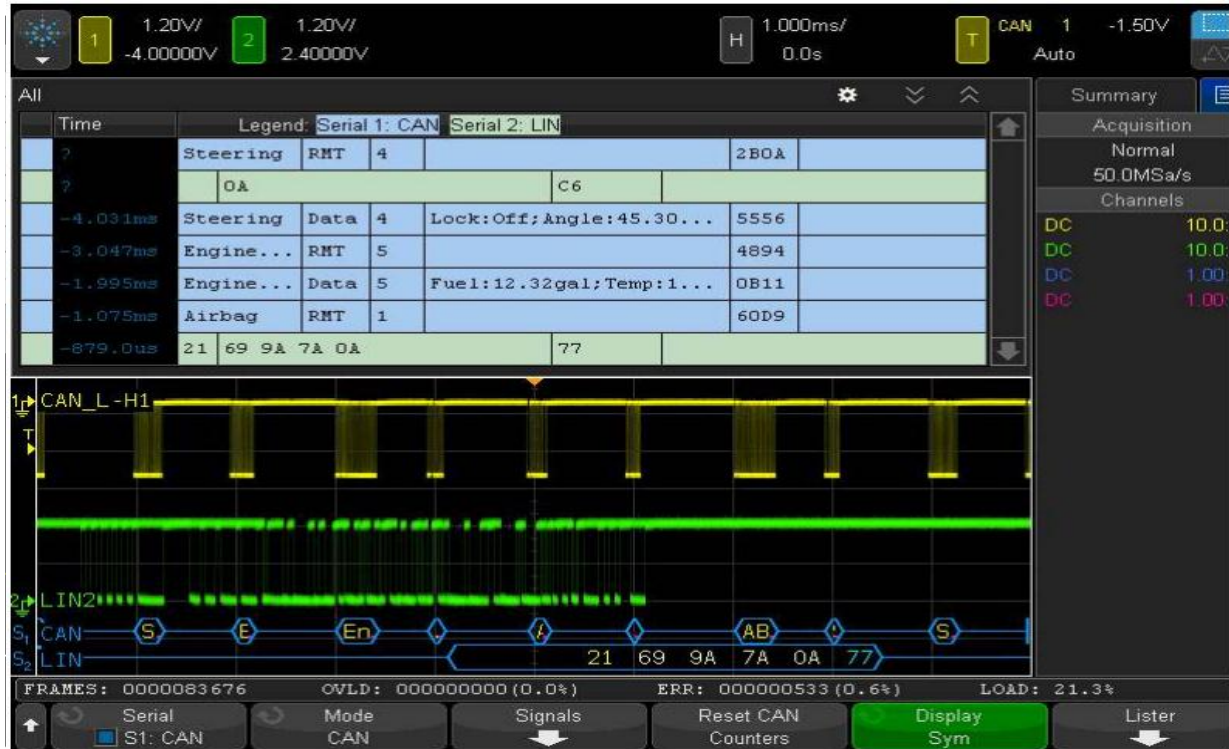 1 1.20V/ 2 1.20V/ H 1.000ms/ T CAN 1 -1.50V
-4.00000V 2.40000V 0.0s Auto
All
Time Legend: Serial 1: CAN Serial 2: LIN
? Steering RMT 4 2B0A
? 0A C6
-4.031ms Steering Data 4 Lock:Off;Angle:45.30... 5556
-3.047ms Engine... RMT 5 4894
-1.995ms Engine... Data 5 Fuel:12.32gal;Temp:1... 0B11
-1.075ms Airbag RMT 1 60D9
-879.0us 21 69 9A 7A 0A 77
Summary
Acquisition
Normal
50.0MSa/s
Channels
DC 10.0:
DC 10.0:
DC 1.00:
DC 1.00:
1 CAN_L-H1
T
2 LIN2
S1 CAN S E En A AB S
S2 LIN 21 69 9A 7A 0A 77
FRAMES: 0000083676 OVLD: 000000000(0.0%) ERR: 000000533(0.6%) LOAD: 21.3%
Serial Mode Signals Reset CAN Display Lister
S1: CAN CAN Counters Sym